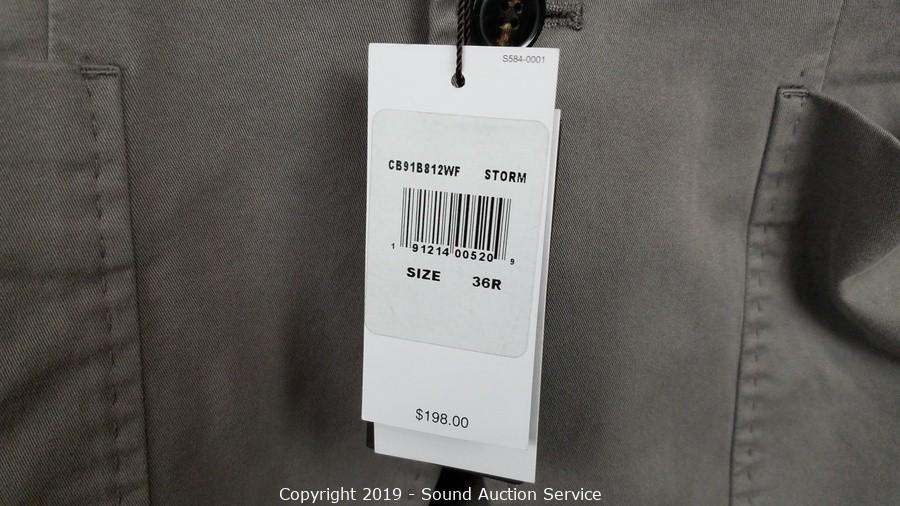 S584-0001
CB91B812WF STORM
1 91214 00520 9
SIZE 36R
$198.00
Copyright 2019 - Sound Auction Service